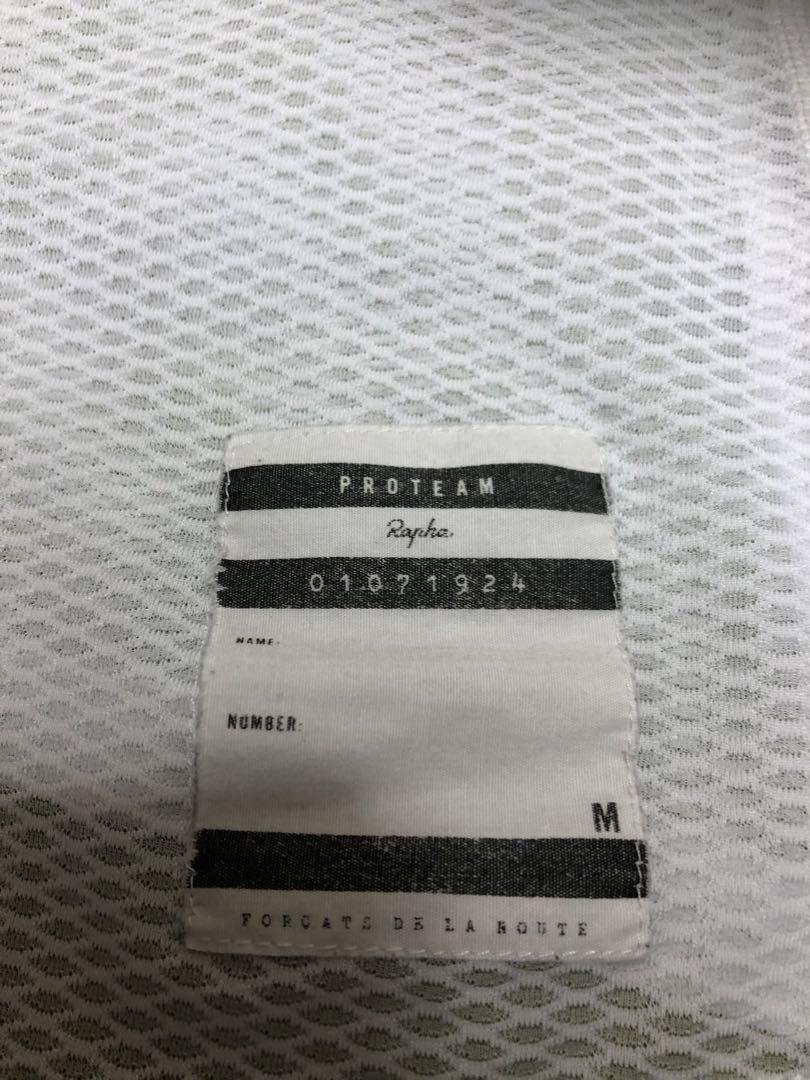 PROTEAM
Rapha
01071924
NAME:
NUMBER:
M
FORÇATS DE LA ROUTE